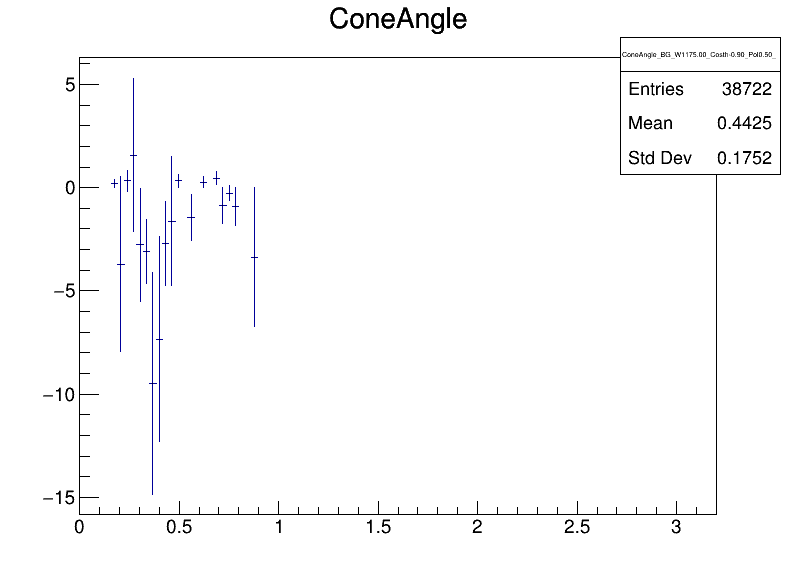 ConeAngle
ConeAngle_BG_W1175.00_Costh-0.90_Pol0.50_
Entries 38722
Mean 0.4425
Std Dev 0.1752
5
0
−5
−10
−15
0 0.5 1 1.5 2 2.5 3